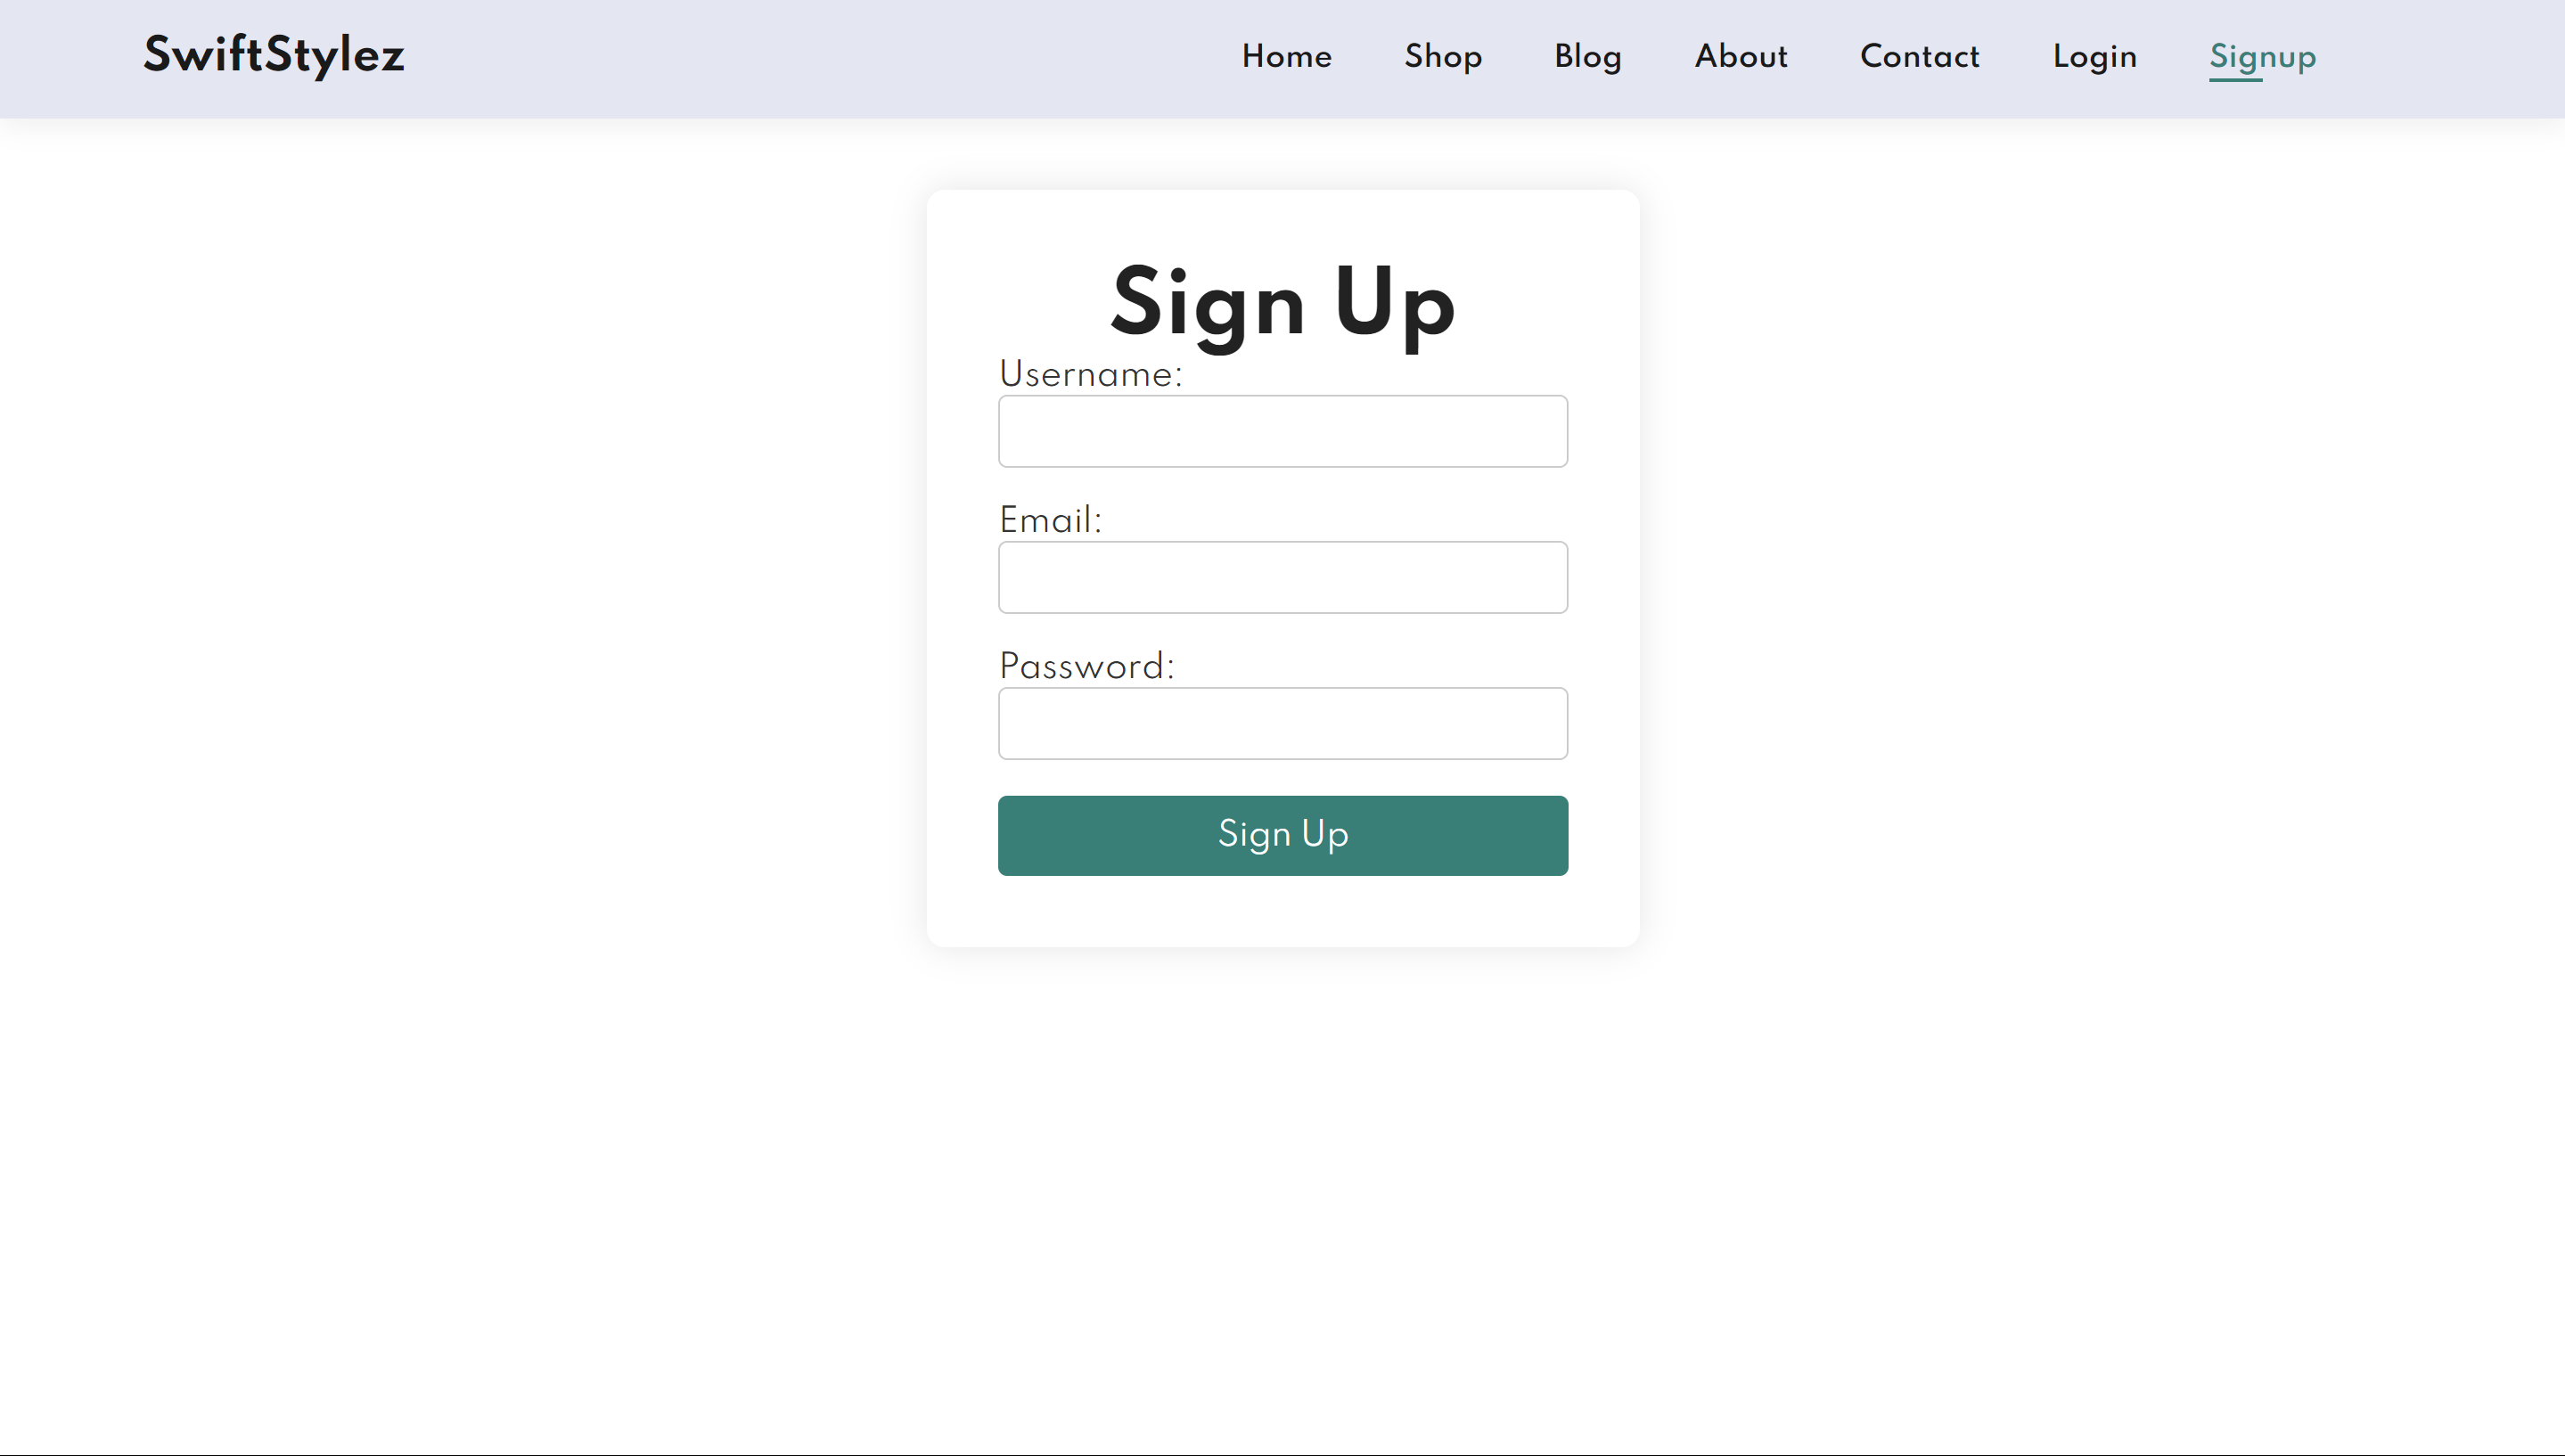 SwiftStylez
Home Shop Blog About Contact Login Signup
Sign Up
Username:
Email:
Password:
Sign Up